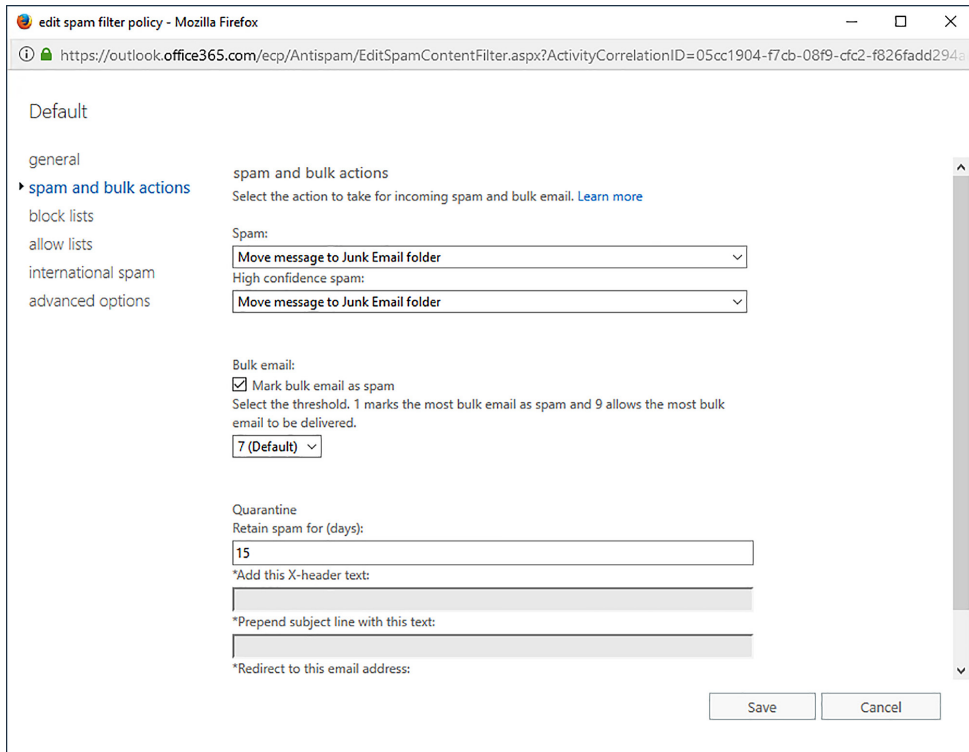 edit spam filter policy - Mozilla Firefox
https://outlook.office365.com/ecp/Antispam/EditSpamContentFilter.aspx?ActivityCorrelationID=05cc1904-f7cb-08f9-cfc2-f826fadd294a
Default
general
spam and bulk actions
block lists
allow lists
international spam
advanced options
spam and bulk actions
Select the action to take for incoming spam and bulk email. Learn more
Spam:
Move message to Junk Email folder
High confidence spam:
Move message to Junk Email folder
Bulk email:
Mark bulk email as spam
Select the threshold. 1 marks the most bulk email as spam and 9 allows the most bulk
email to be delivered.
7 (Default)
Quarantine
Retain spam for (days):
15
*Add this X-header text:
*Prepend subject line with this text:
*Redirect to this email address:
Save
Cancel